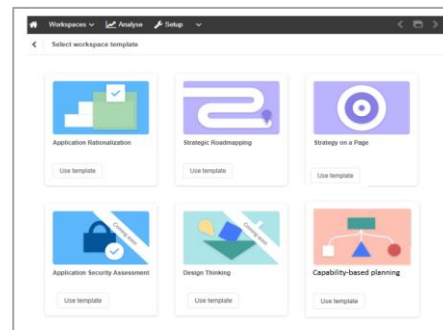 Workspaces Analyse Setup
Select workspace template
Application Rationalization
Strategic Roadmapping
Strategy on a Page
Use template
Use template
Use template
Coming soon
Coming soon
Application Security Assessment
Design Thinking
Capability-based planning
Use template
Use template
Use template